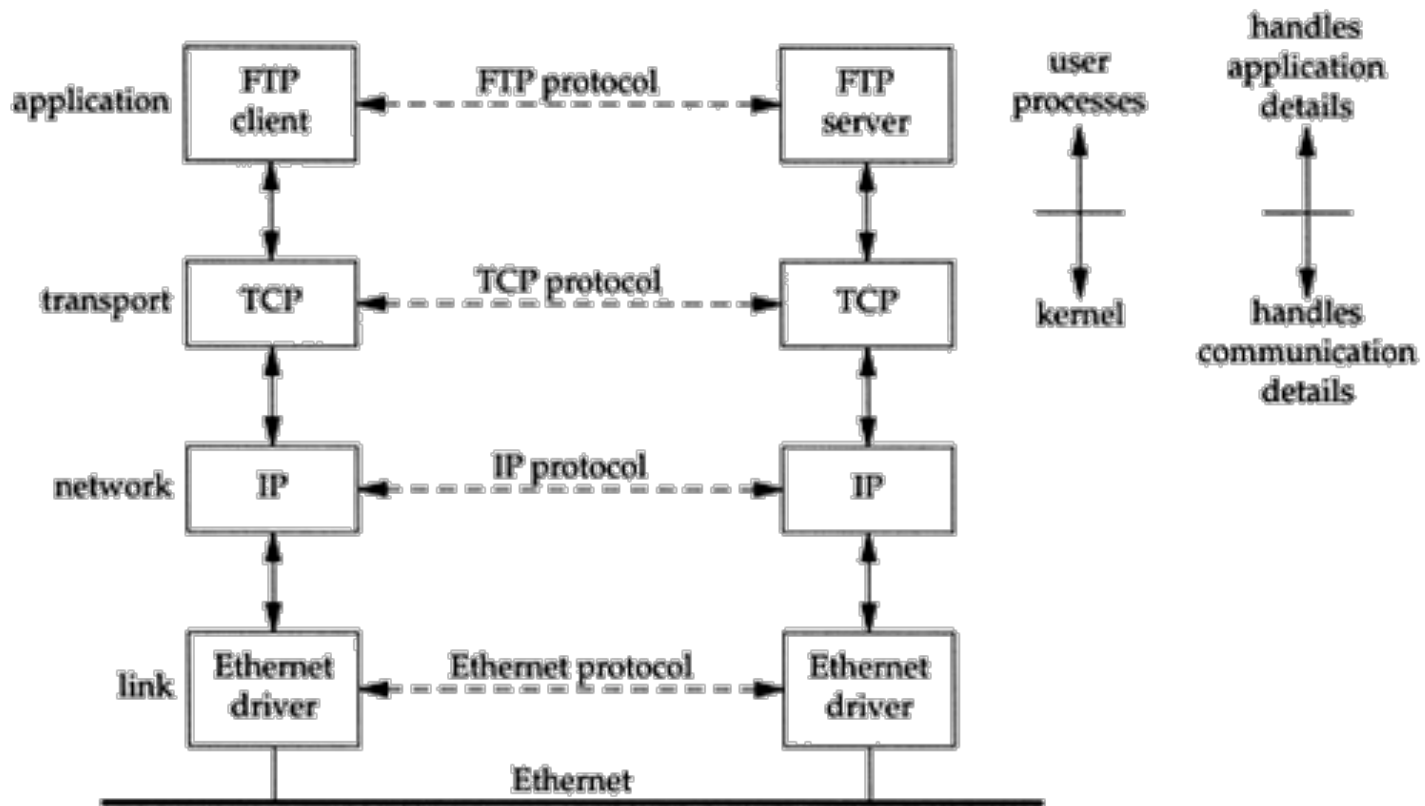 application
FTP
client
FTP protocol
FTP
server
user
processes
handles
application
details
transport
TCP
TCP protocol
TCP
kernel
handles
communication
details
network
IP
IP protocol
IP
link
Ethernet
driver
Ethernet protocol
Ethernet
driver
Ethernet